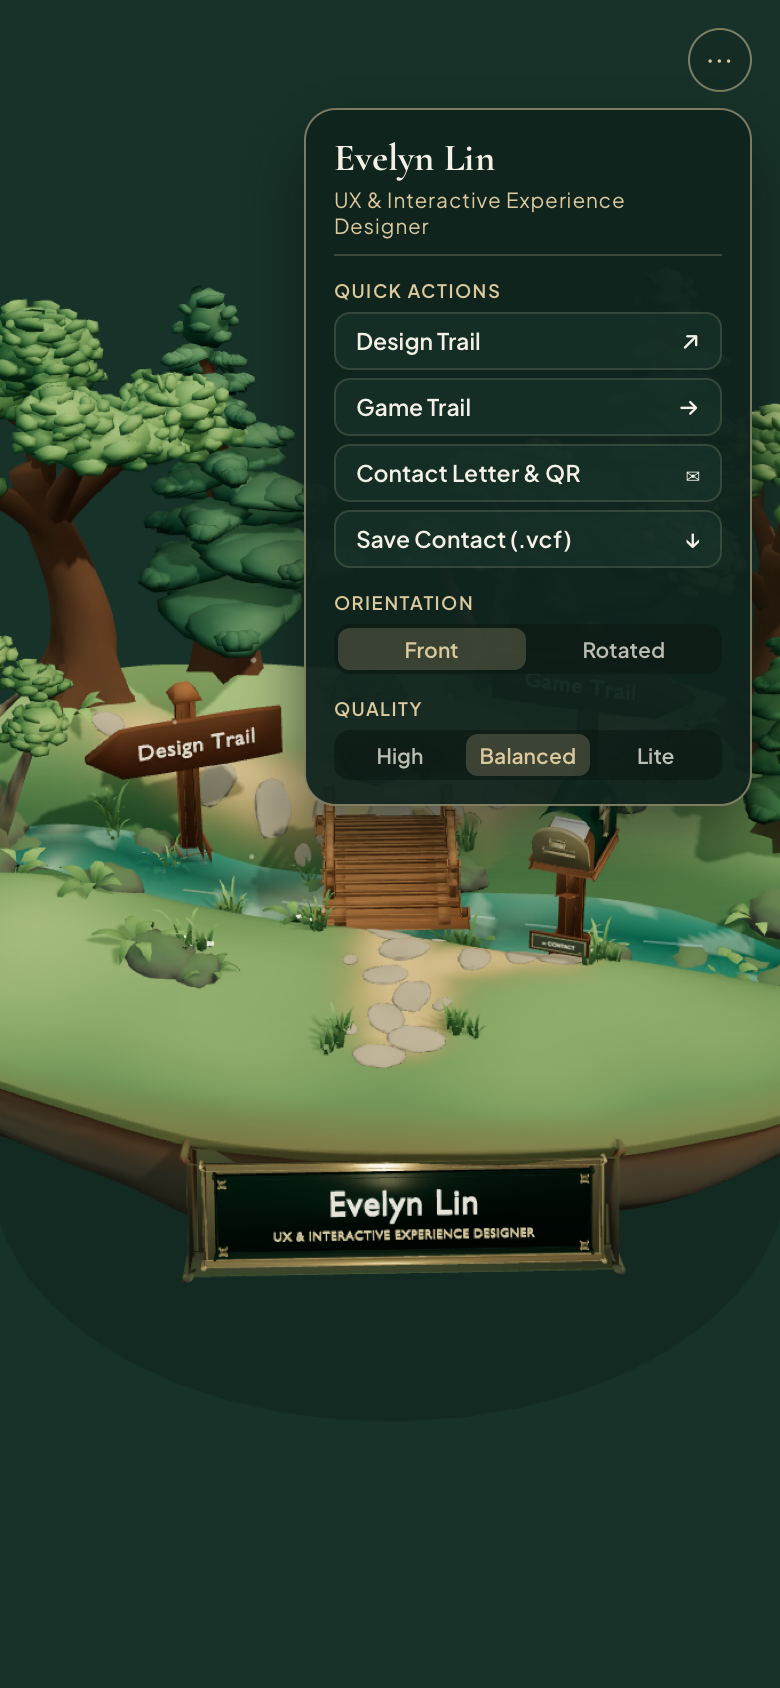 Evelyn Lin
UX & Interactive Experience
Designer
QUICK ACTIONS
Design Trail
Game Trail
Contact Letter & QR
Save Contact (.vcf)
ORIENTATION
Front Rotated
Game Trail
QUALITY
High Balanced Lite
Design Trail
CONTACT
Evelyn Lin
UX & INTERACTIVE EXPERIENCE DESIGNER